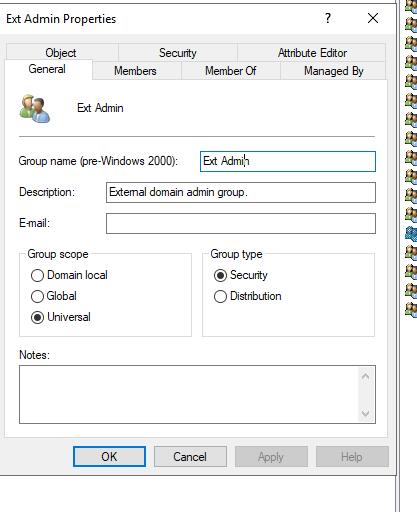 Ext Admin Properties
? ×
Object Security Attribute Editor
General Members Member Of Managed By
Ext Admin
Group name (pre-Windows 2000): Ext Admin
Description: External domain admin group.
E-mail:
Group scope
Domain local
Global
Universal
Group type
Security
Distribution
Notes:
OK Cancel Apply Help